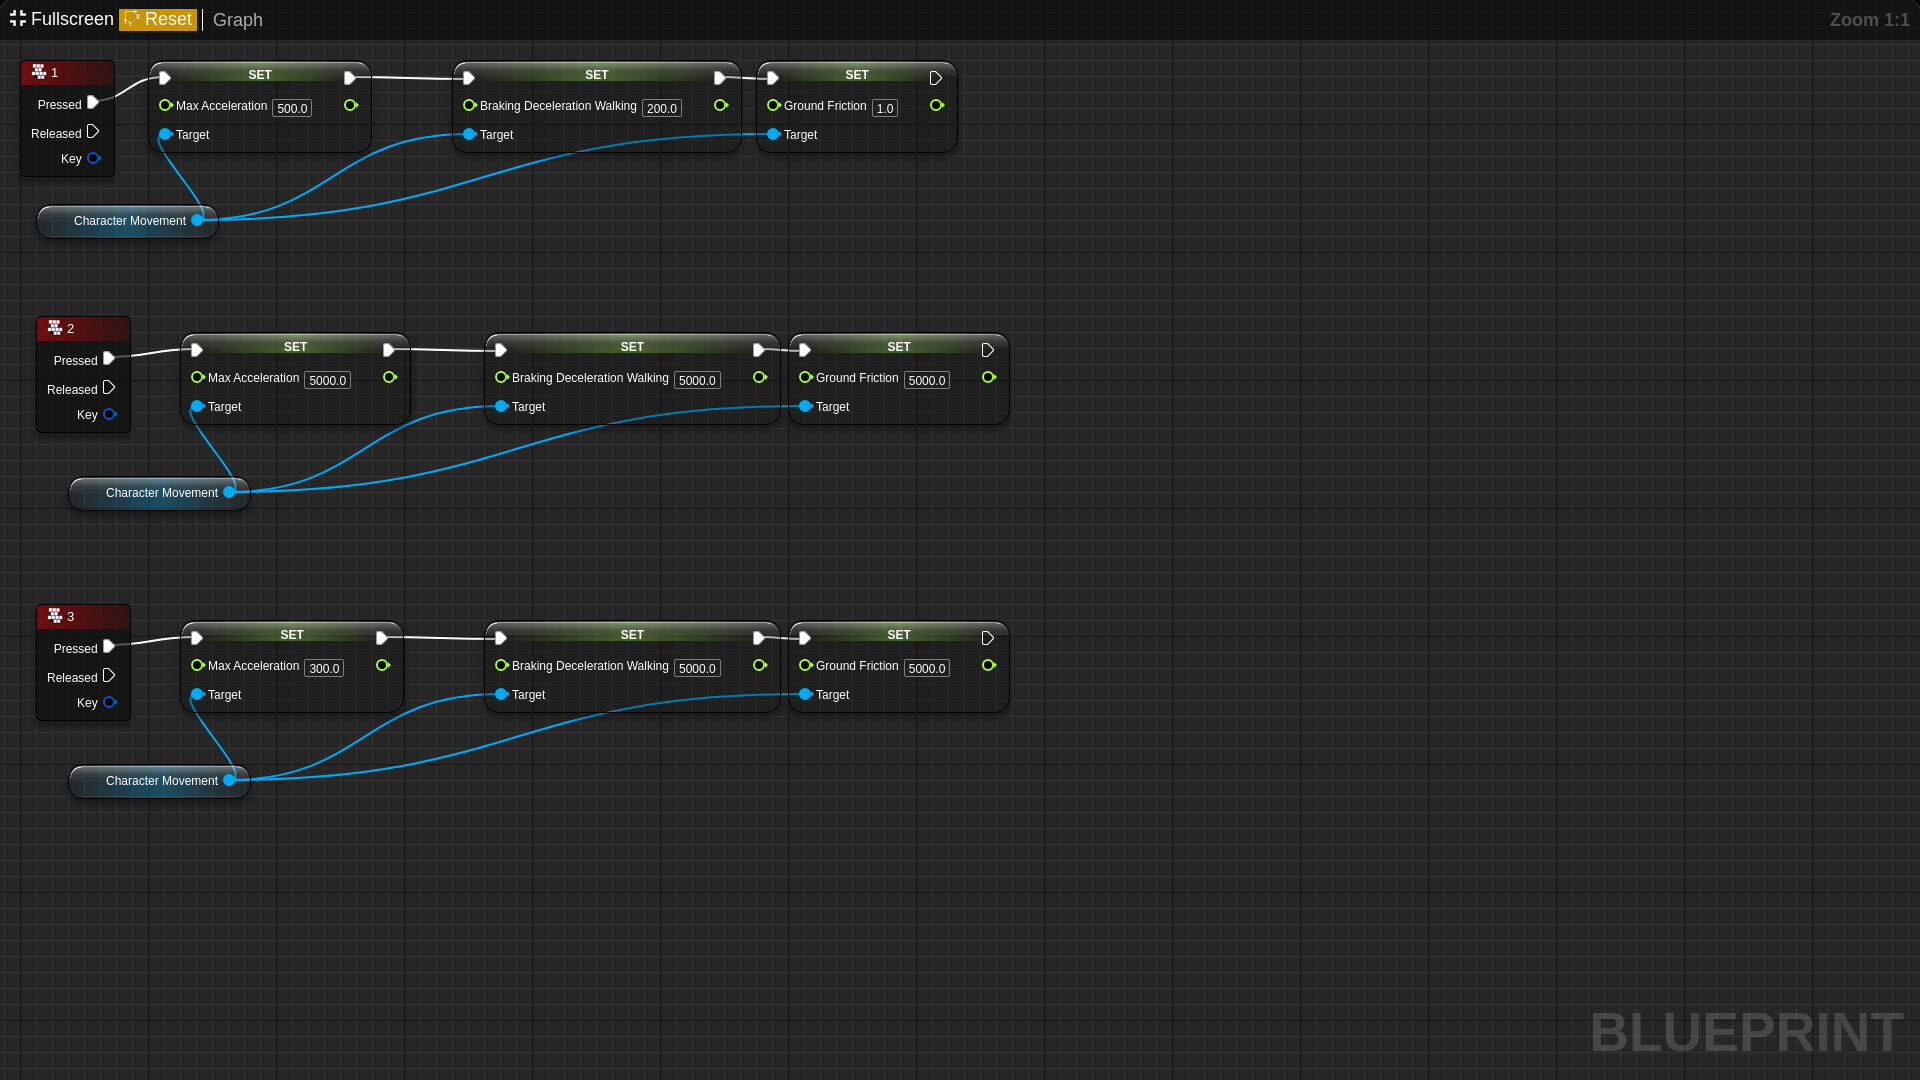 Fullscreen Reset Graph Zoom 1:1
1
Pressed
Released
Key
SET
Max Acceleration 500.0
Target
SET
Braking Deceleration Walking 200.0
Target
SET
Ground Friction 1.0
Target
Character Movement
2
Pressed
Released
Key
SET
Max Acceleration 5000.0
Target
SET
Braking Deceleration Walking 5000.0
Target
SET
Ground Friction 5000.0
Target
Character Movement
3
Pressed
Released
Key
SET
Max Acceleration 300.0
Target
SET
Braking Deceleration Walking 5000.0
Target
SET
Ground Friction 5000.0
Target
Character Movement
BLUEPRINT